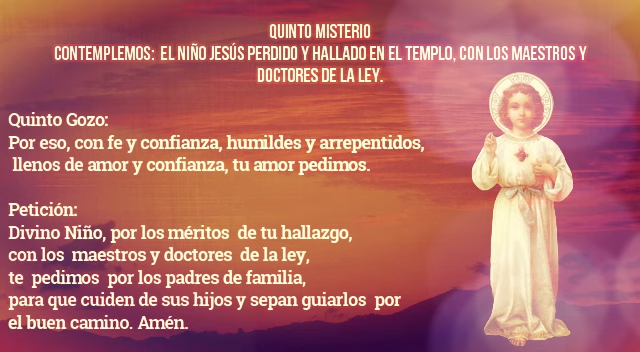 QUINTO MISTERIO
CONTEMPLEMOS: EL NIÑO JESÚS PERDIDO Y HALLADO EN EL TEMPLO, CON LOS MAESTROS Y
DOCTORES DE LA LEY.
Quinto Gozo:
Por eso, con fe y confianza, humildes y arrepentidos,
llenos de amor y confianza, tu amor pedimos.
Petición:
Divino Niño, por los méritos de tu hallazgo,
con los maestros y doctores de la ley,
te pedimos por los padres de familia,
para que cuiden de sus hijos y sepan guiarlos por
el buen camino. Amén.